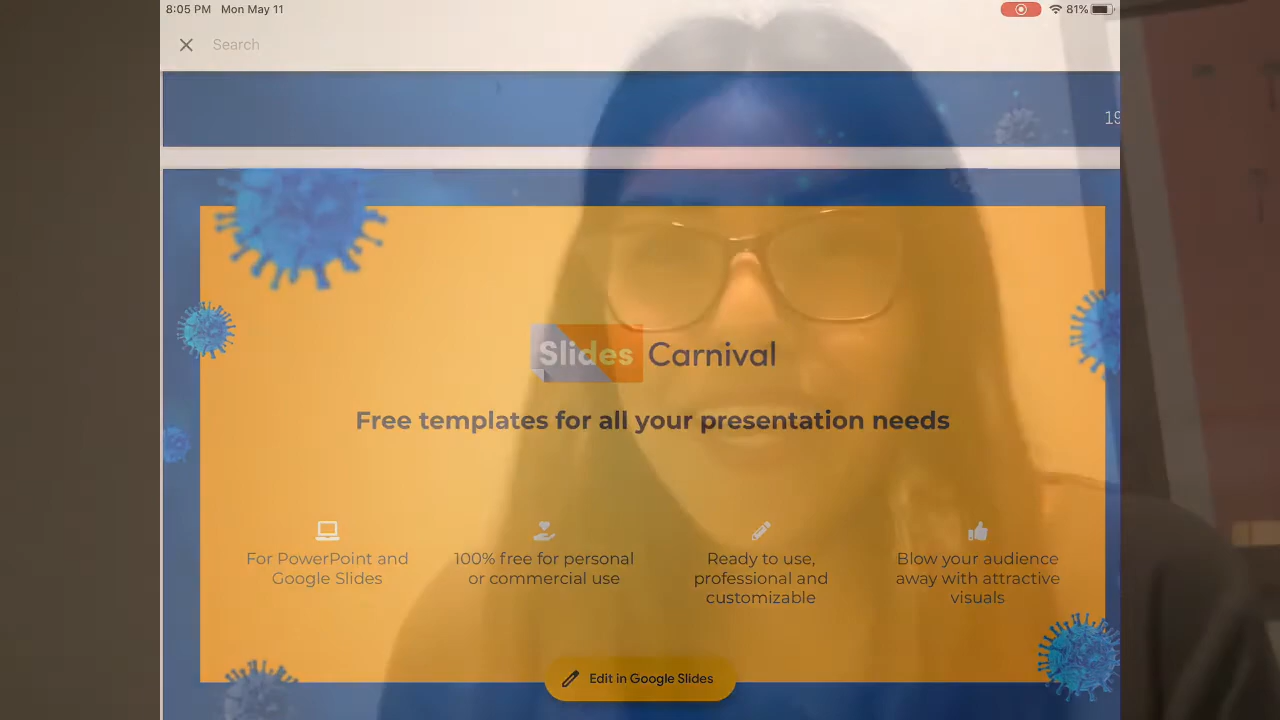 8:05 PM Mon May 11
81%
Search
19
Slides Carnival
Free templates for all your presentation needs
For PowerPoint and
Google Slides
100% free for personal
or commercial use
Ready to use,
professional and
customizable
Blow your audience
away with attractive
visuals
Edit in Google Slides